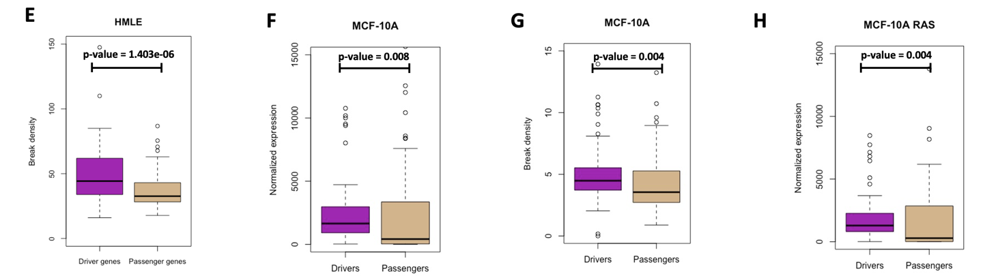 E
HMLE
p-value = 1.403e-06
Break density
150
100
50
0
Driver genes
Passenger genes
F
MCF-10A
p-value = 0.008
Normalized expression
15000
10000
5000
0
Drivers
Passengers
G
MCF-10A
p-value = 0.004
Break density
15
10
5
0
Drivers
Passengers
H
MCF-10A RAS
p-value = 0.004
Normalized expression
15000
10000
5000
0
Drivers
Passengers